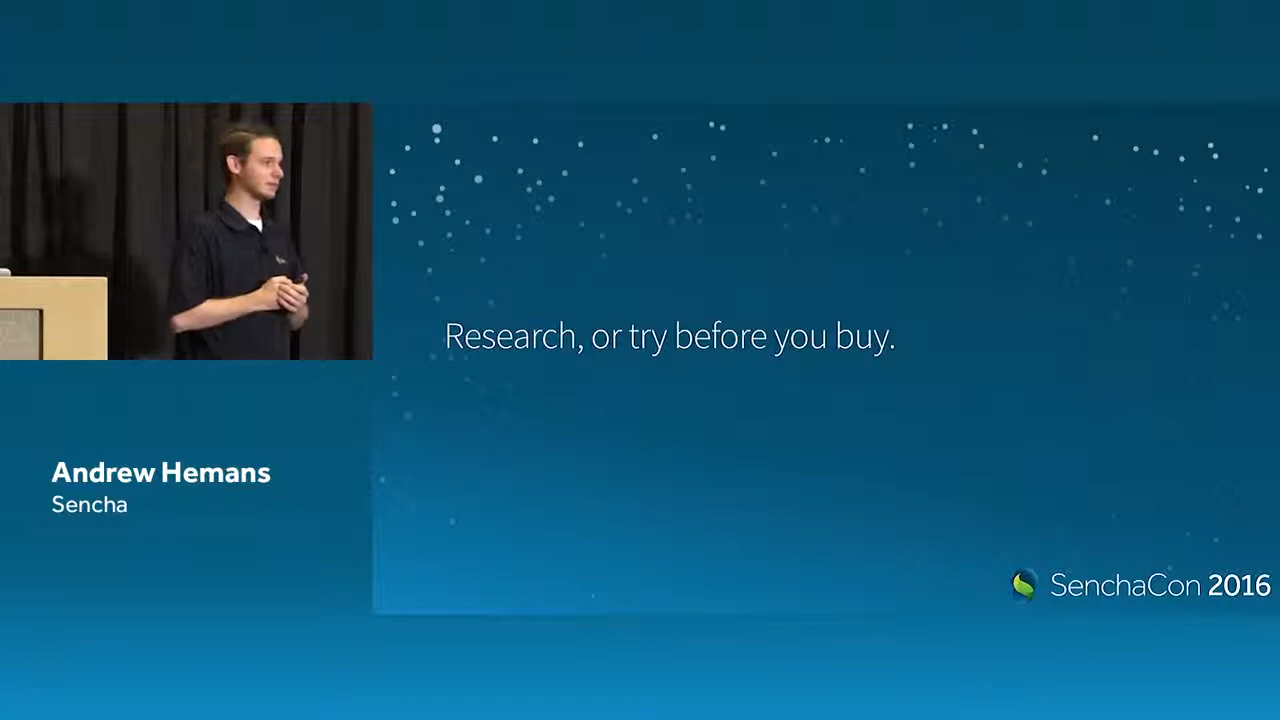 Research, or try before you buy.
Andrew Hemans
Sencha
SenchaCon 2016